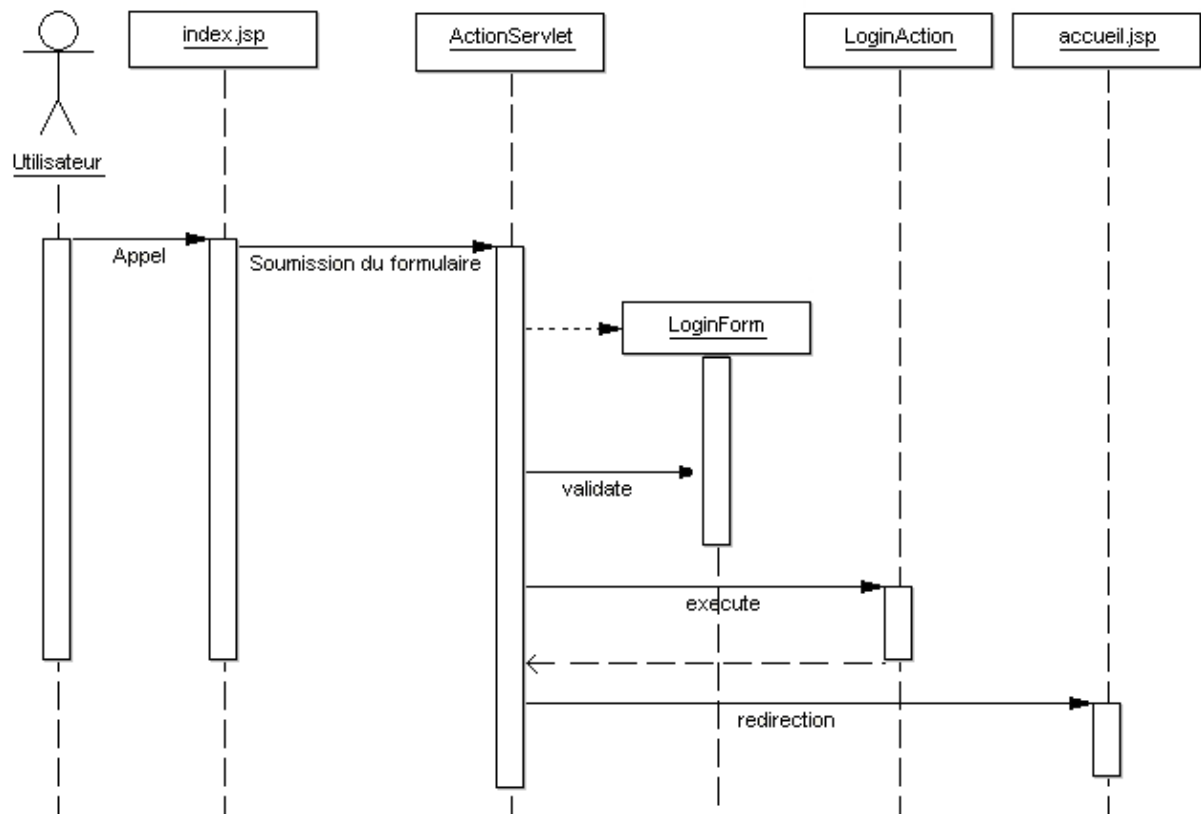 index.jsp
ActionServlet
LoginAction
accueil.jsp
Utilisateur
Appel
Soumission du formulaire
LoginForm
validate
execute
redirection